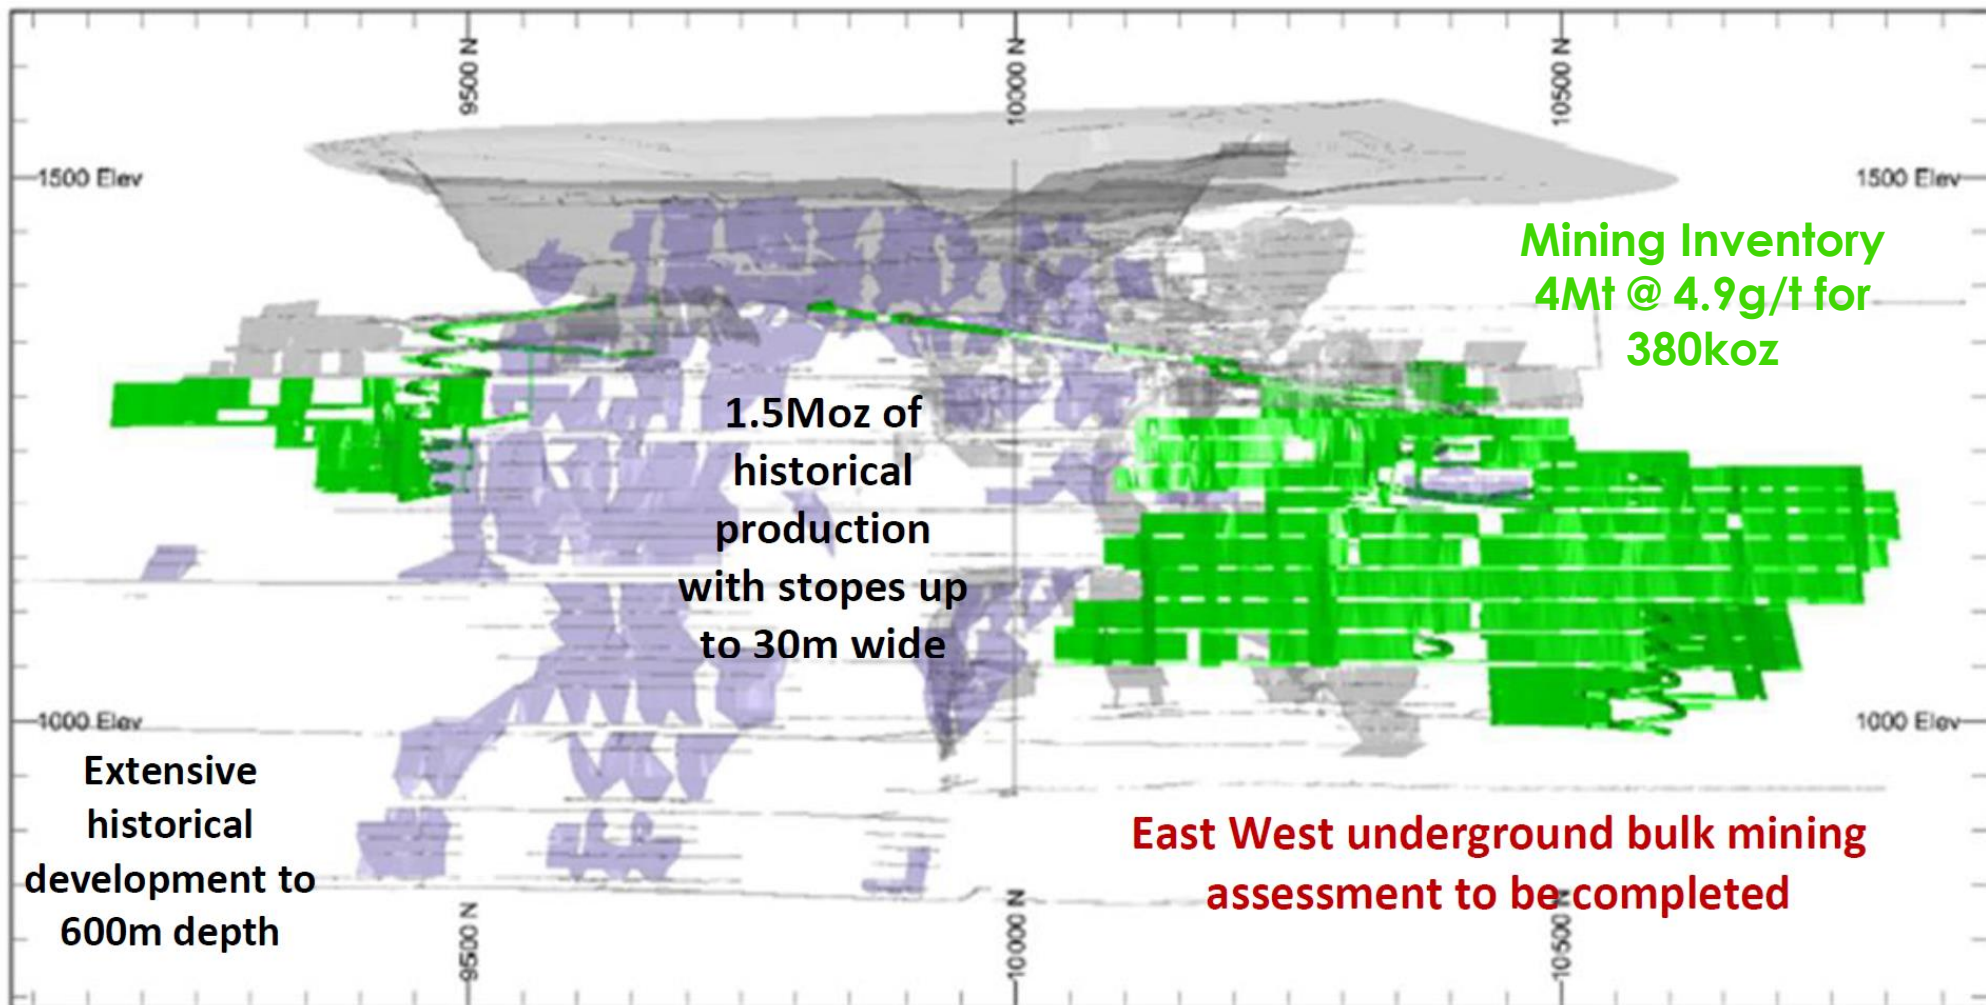 9500 N
10000 N
10500 N
1500 Elev
1500 Elev
Mining Inventory
4Mt @ 4.9g/t for
380koz
1.5Moz of
historical
production
with stopes up
to 30m wide
1000 Elev
1000 Elev
Extensive
historical
development to
600m depth
East West underground bulk mining
assessment to be completed
9500 N
10000 N
10500 N